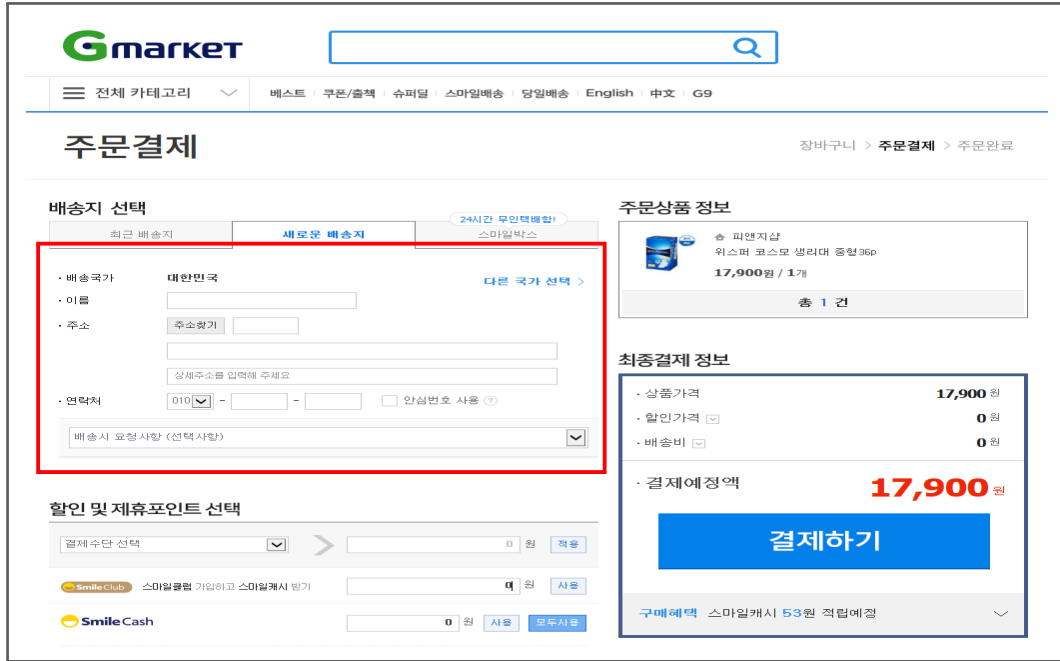 Gmarket
전체 카테고리
베스트 쿠폰/출첵 슈퍼딜 스마일배송 당일배송 English 中文 G9
주문결제
장바구니 > 주문결제 > 주문완료
배송지 선택
24시간 무인택배함!
최근 배송지 새로운 배송지 스마일박스
· 배송국가 대한민국 다른 국가 선택 >
· 이름
· 주소 주소찾기
상세주소를 입력해 주세요
· 연락처 010 - - 안심번호 사용 ?
배송시 요청사항 (선택사항)
할인 및 제휴포인트 선택
결제수단 선택 0 원 적용
SmileClub 스마일클럽 가입하고 스마일캐시 받기 0 원 사용
Smile Cash 0 원 사용 모두사용
주문상품 정보
피앤지샵
위스퍼 코스모 생리대 중형36p
17,900원 / 1개
총 1 건
최종결제 정보
· 상품가격 17,900 원
· 할인가격 0 원
· 배송비 0 원
· 결제예정액 17,900 원
결제하기
구매혜택 스마일캐시 53원 적립예정